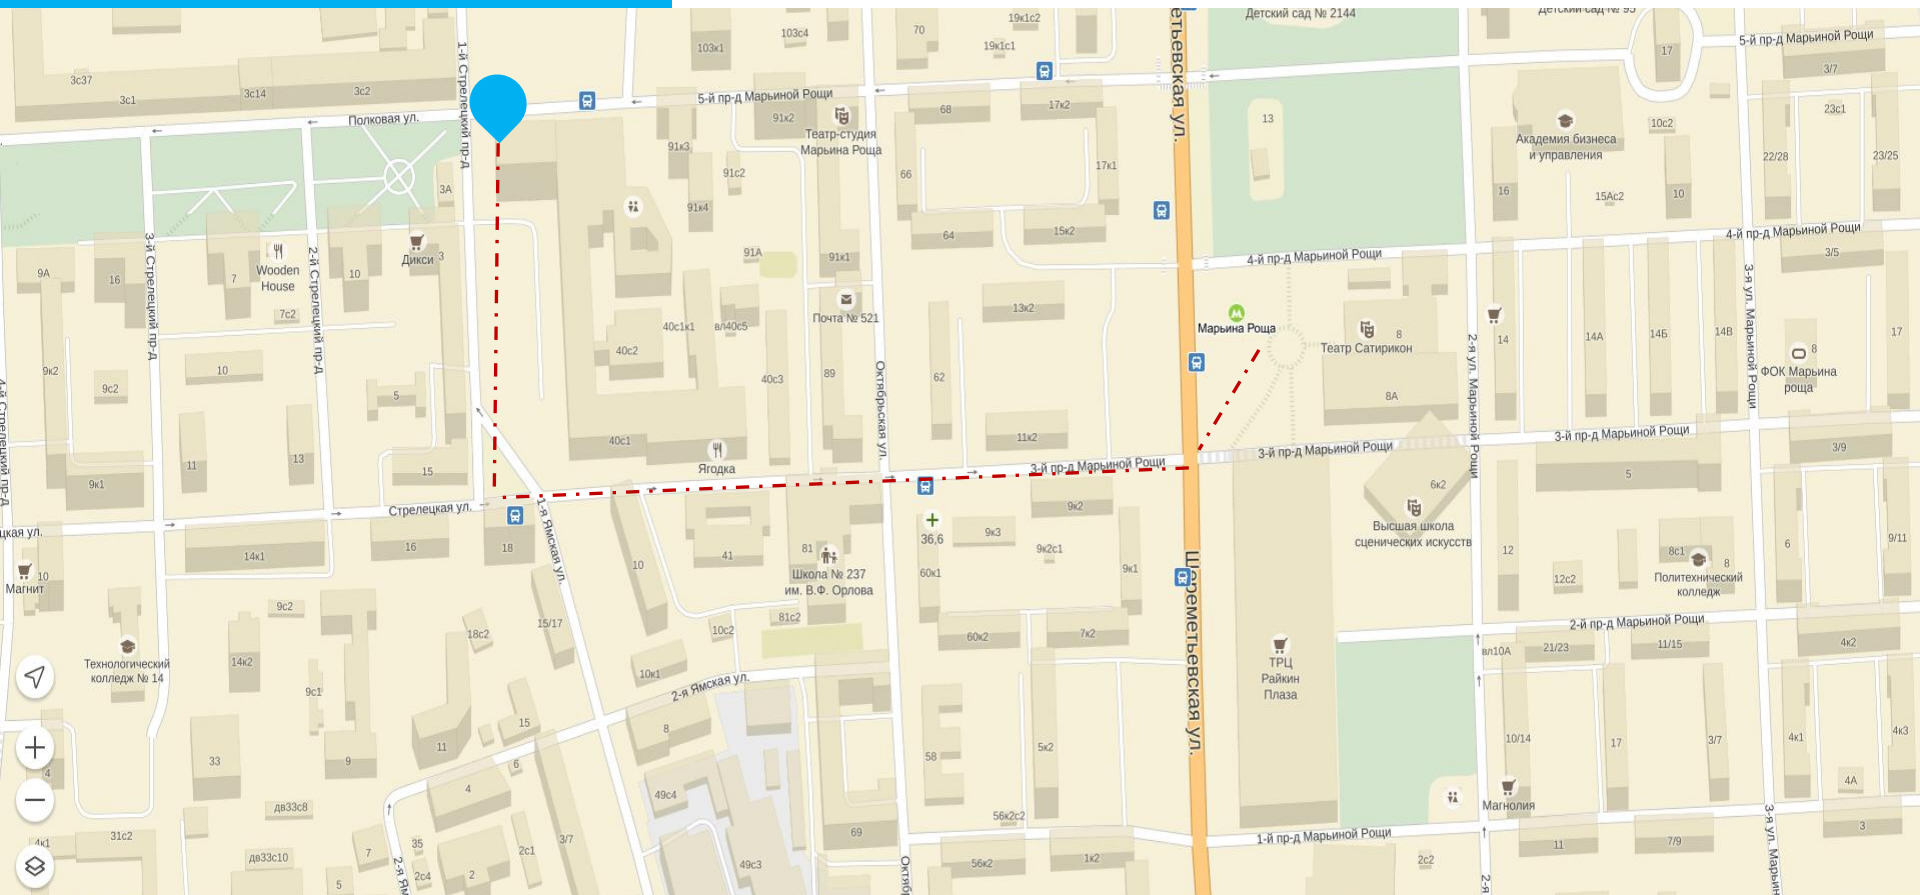 Детский сад № 2144
19к1с2
70
103с4
103к1
19к1с1
17
5-й пр-д Марьиной Рощи
3/7
3с37
3с1
3с14
3с2
1-й Стрелецкий пр-д
5-й пр-д Марьиной Рощи
68
17к2
23с1
Полковая ул.
91к2
Театр-студия
Марьина Роща
13
Академия бизнеса
и управления
10с2
91к3
17к1
22/28
23/25
91с2
66
3А
16
15Ас2
10
91к4
64
15к2
4-й пр-д Марьиной Рощи
3/5
3-й Стрелецкий пр-д
2-й Стрелецкий пр-д
Дикси
3
91А
91к1
4-й пр-д Марьиной Рощи
9А
16
Wooden
House
7
10
7с2
Почта № 521
13к2
Марьина Роща
Театр Сатирикон
8
14
14А
14Б
14В
17
3-я ул. Марьиной Рощи
2-я ул. Марьиной Рощи
40с1к1
вл40с5
40с2
8
ФОК Марьина
роща
9к2
9с2
10
5
40с3
89
62
Октябрьская ул.
8А
11
13
15
40с1
Ягодка
11к2
3-й пр-д Марьиной Рощи
3-й пр-д Марьиной Рощи
3-й пр-д Марьиной Рощи
3/9
9к1
5
6к2
Стрелецкая ул.
1-я Ямская ул.
9к2
Высшая школа
сценических искусств
цкая ул.
14к1
16
18
41
81
36,6
9к3
9к2с1
12
8с1
8
6
9/11
10
Магнит
10
Школа № 237
им. В.Ф. Орлова
60к1
9к1
12с2
Политехнический
колледж
9с2
18с2
15/17
10с2
81с2
60к2
7к2
Шереметьевская ул.
2-й пр-д Марьиной Рощи
Технологический
колледж № 14
14к2
9с1
10к1
2-я Ямская ул.
ТРЦ
Райкин
Плаза
вл10А
21/23
11/15
4к2
15
8
33
9
11
58
5к2
10/14
17
3/7
4к1
4к3
4
6
4
49с4
Магнолия
4А
дв33с8
56к2с2
31с2
4к1
35
3/7
69
1-й пр-д Марьиной Рощи
3
дв33с10
7
2с1
49с3
56к2
1к2
2с2
11
7/9
5
2с4
2